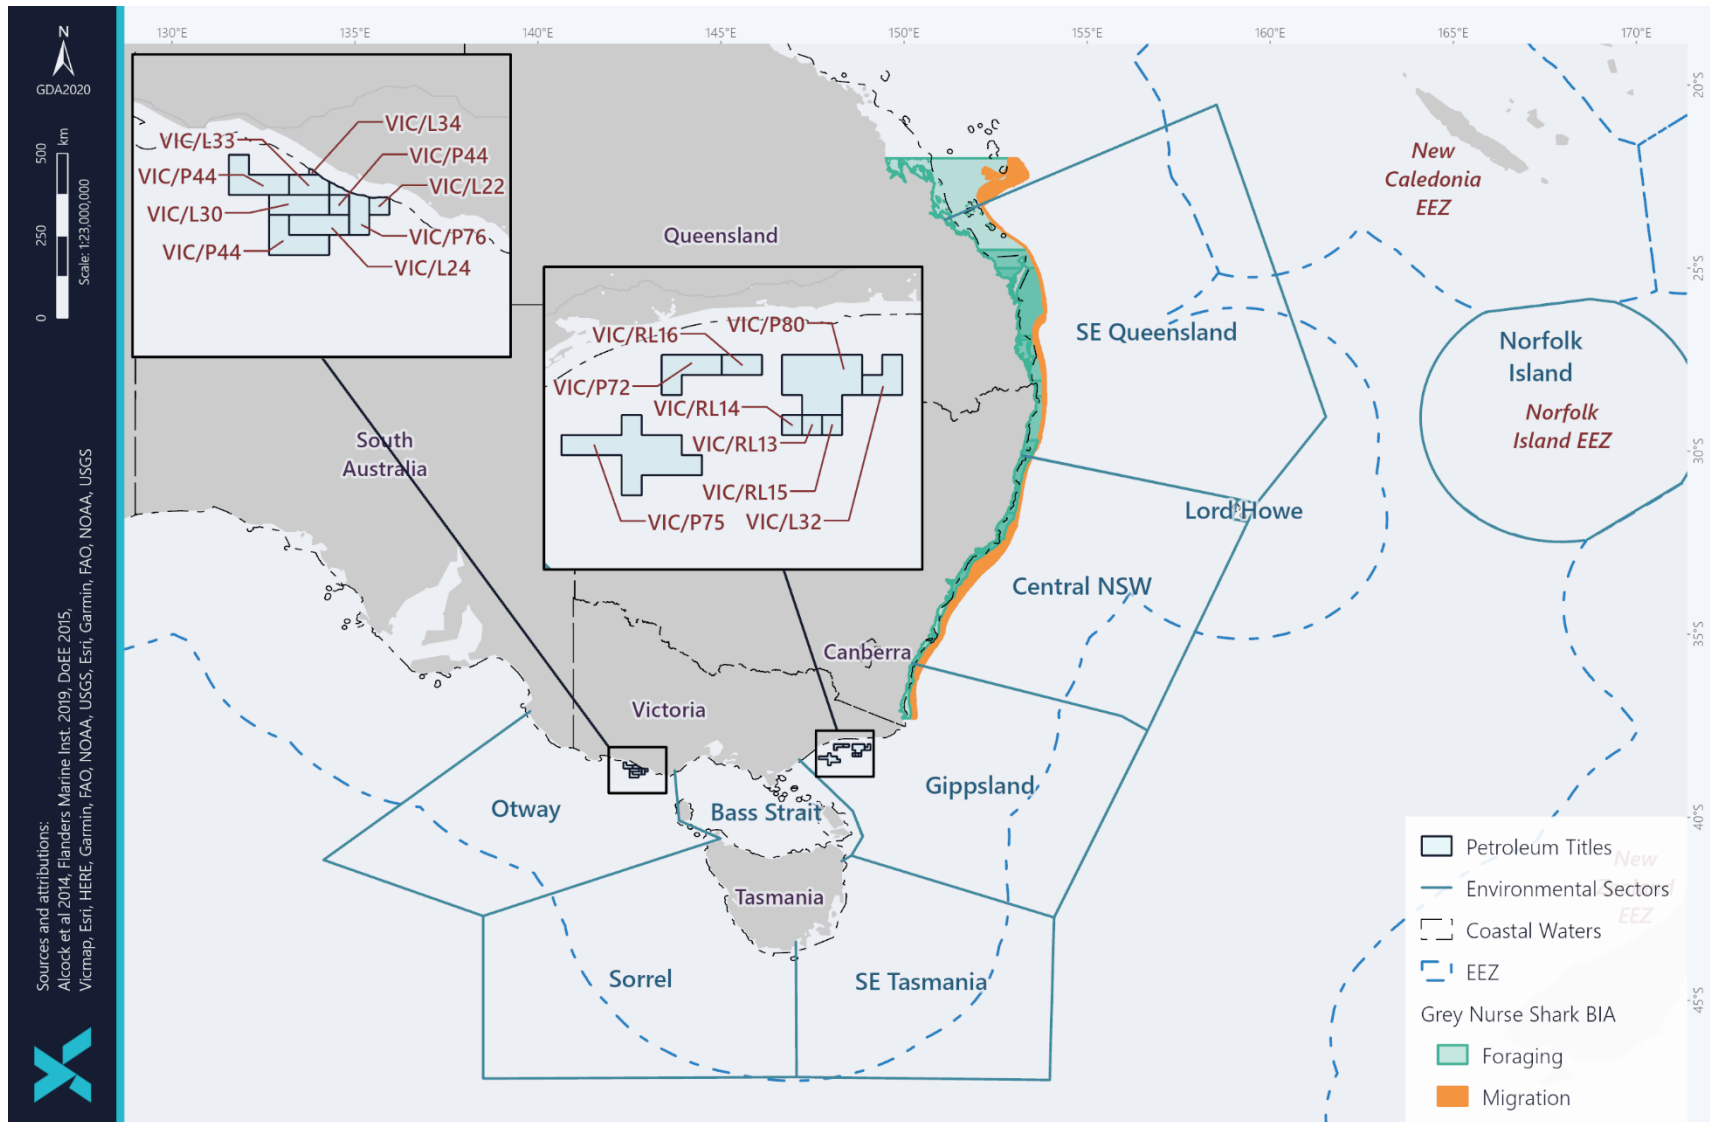 N
GDA2020
km
500
250
0
Scale: 1:23,000,000
Sources and attributions:
Alcock et al 2014, Flanders Marine Inst. 2019, DoEE 2015,
Vicmap, Esri, HERE, Garmin, FAO, NOAA, USGS, Esri, Garmin, FAO, NOAA, USGS
130°E
135°E
140°E
145°E
150°E
155°E
160°E
165°E
170°E
20°S
25°S
30°S
35°S
40°S
45°S
VIC/L34
VIC/L33
VIC/P44
VIC/P44
VIC/L22
VIC/L30
VIC/P76
VIC/P44
VIC/L24
VIC/P80
VIC/RL16
VIC/P72
VIC/RL14
VIC/RL13
VIC/RL15
VIC/P75
VIC/L32
Queensland
South
Australia
Canberra
Victoria
Tasmania
SE Queensland
Lord Howe
Central NSW
Gippsland
Otway
Bass Strait
Sorrel
SE Tasmania
New
Caledonia
EEZ
Norfolk
Island
Norfolk
Island EEZ
New
Zealand
EEZ
Petroleum Titles
Environmental Sectors
Coastal Waters
EEZ
Grey Nurse Shark BIA
Foraging
Migration